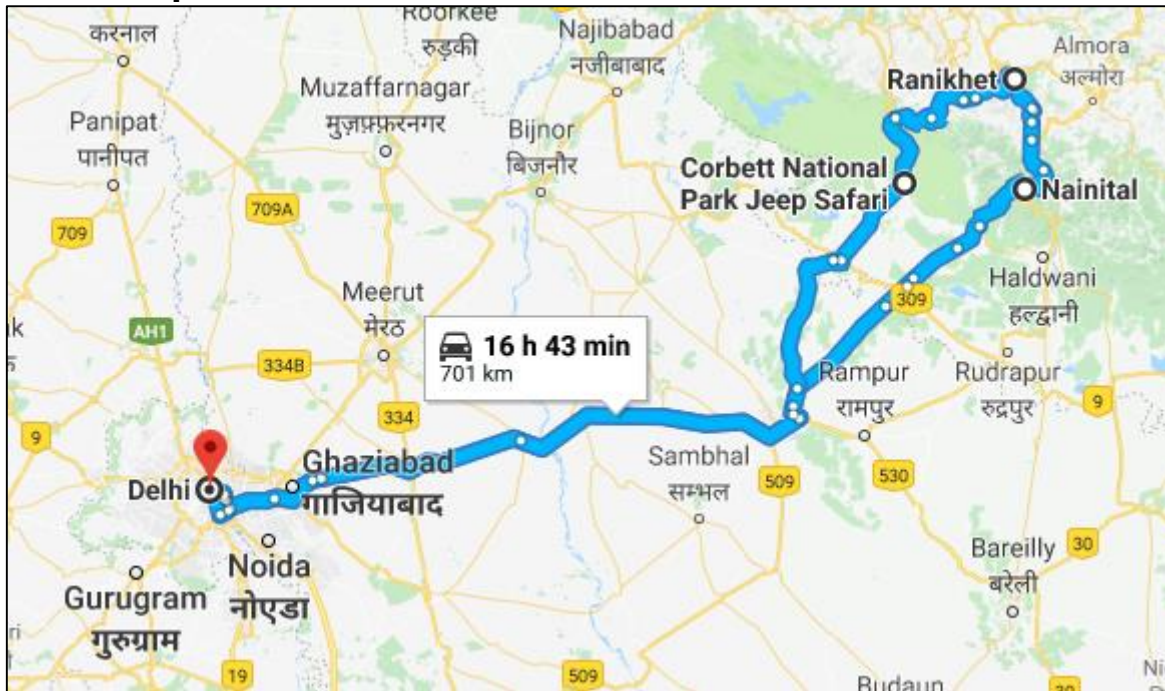 Roorkee
रुड़की
करनाल
Najibabad
नजीबाबाद
Almora
अल्मोरा
Ranikhet
Muzaffarnagar
मुज़फ़्फ़रनगर
Panipat
पानीपत
Bijnor
बिजनौर
Corbett National
Park Jeep Safari
Nainital
709A
709
Haldwani
हल्द्वानी
Meerut
मेरठ
309
AH1
16 h 43 min
701 km
334B
Rampur
रामपुर
Rudrapur
रुद्रपुर
334
9
9
Ghaziabad
गाजियाबाद
Sambhal
सम्भल
509
530
Delhi
Noida
नोएडा
Bareilly
बरेली
30
Gurugram
गुरुग्राम
19
509
Budaun
30